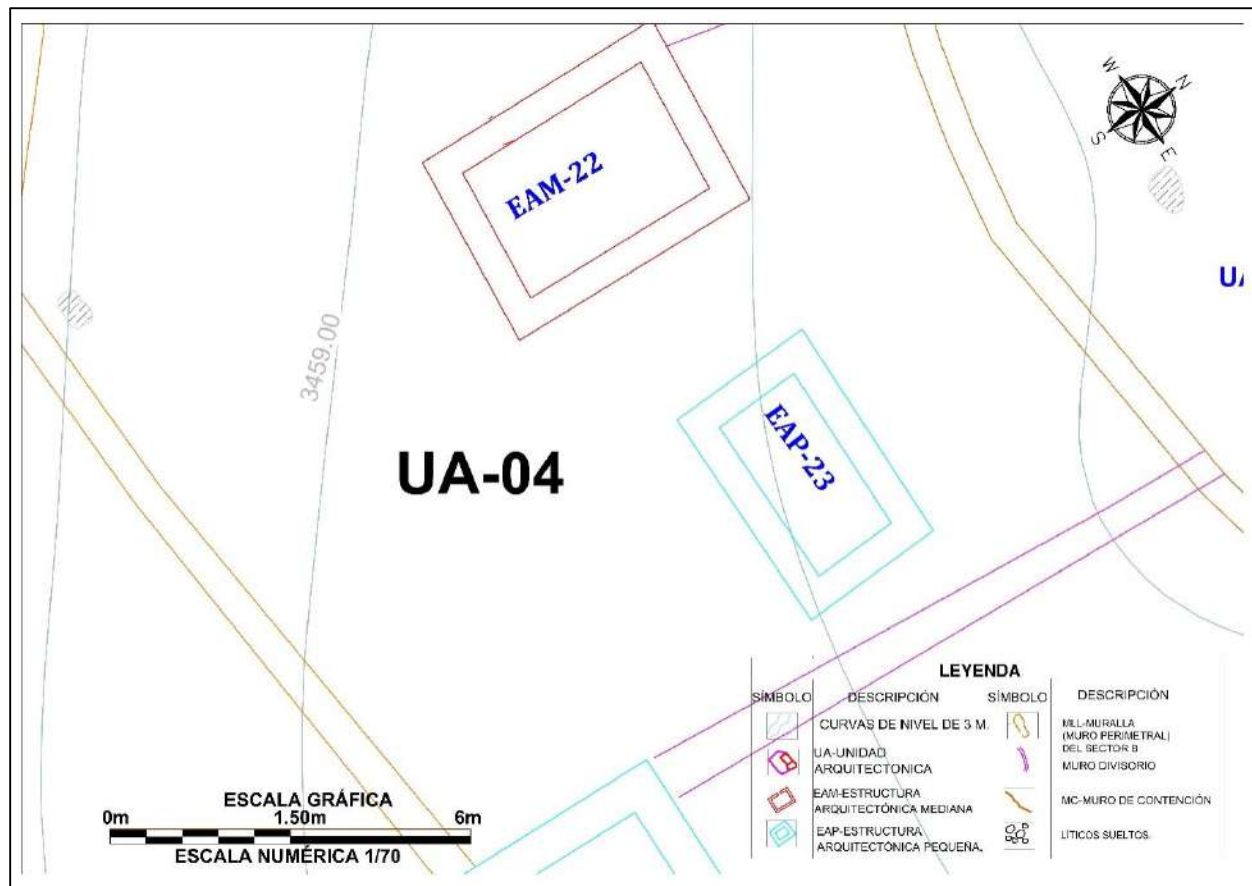 W
N
S
E
EAM-22
UA
3459.00
EAP-23
UA-04
LEYENDA
SÍMBOLO DESCRIPCIÓN SÍMBOLO DESCRIPCIÓN
CURVAS DE NIVEL DE 3 M.
MLL-MURALLA
(MURO PERIMETRAL)
DEL SECTOR B
UA-UNIDAD
ARQUITECTONICA
MURO DIVISORIO
EAM-ESTRUCTURA
ARQUITECTÓNICA MEDIANA
MC-MURO DE CONTENCIÓN
EAP-ESTRUCTURA
ARQUITECTÓNICA PEQUEÑA.
LÍTICOS SUELTOS.
ESCALA GRÁFICA
0m 1.50m 6m
ESCALA NUMÉRICA 1/70